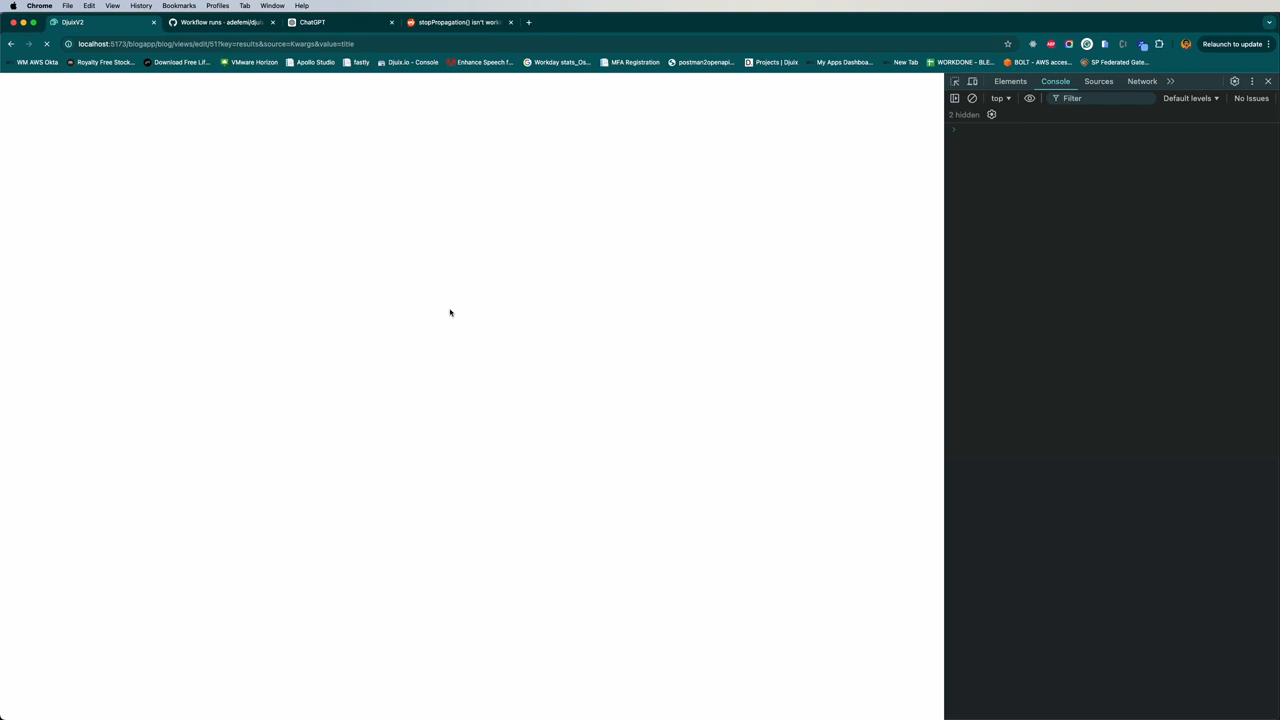 Chrome File Edit View History Bookmarks Profiles Tab Window Help
DjuixV2 Workflow runs - adefemi/djui ChatGPT stopPropagation() isn't work
localhost:5173/blogapp/blog/views/edit/51?key=results&source=Kwargs&value=title Relaunch to update
WM AWS Okta Royalty Free Stock... Download Free Lif... VMware Horizon Apollo Studio fastly Djuix.io - Console Enhance Speech f... Workday stats_Os... MFA Registration postman2openapi... Projects | Djuix My Apps Dashboa... New Tab WORKDONE - BLE... BOLT - AWS acces... SP Federated Gate...
Elements Console Sources Network
top Filter Default levels No Issues
2 hidden